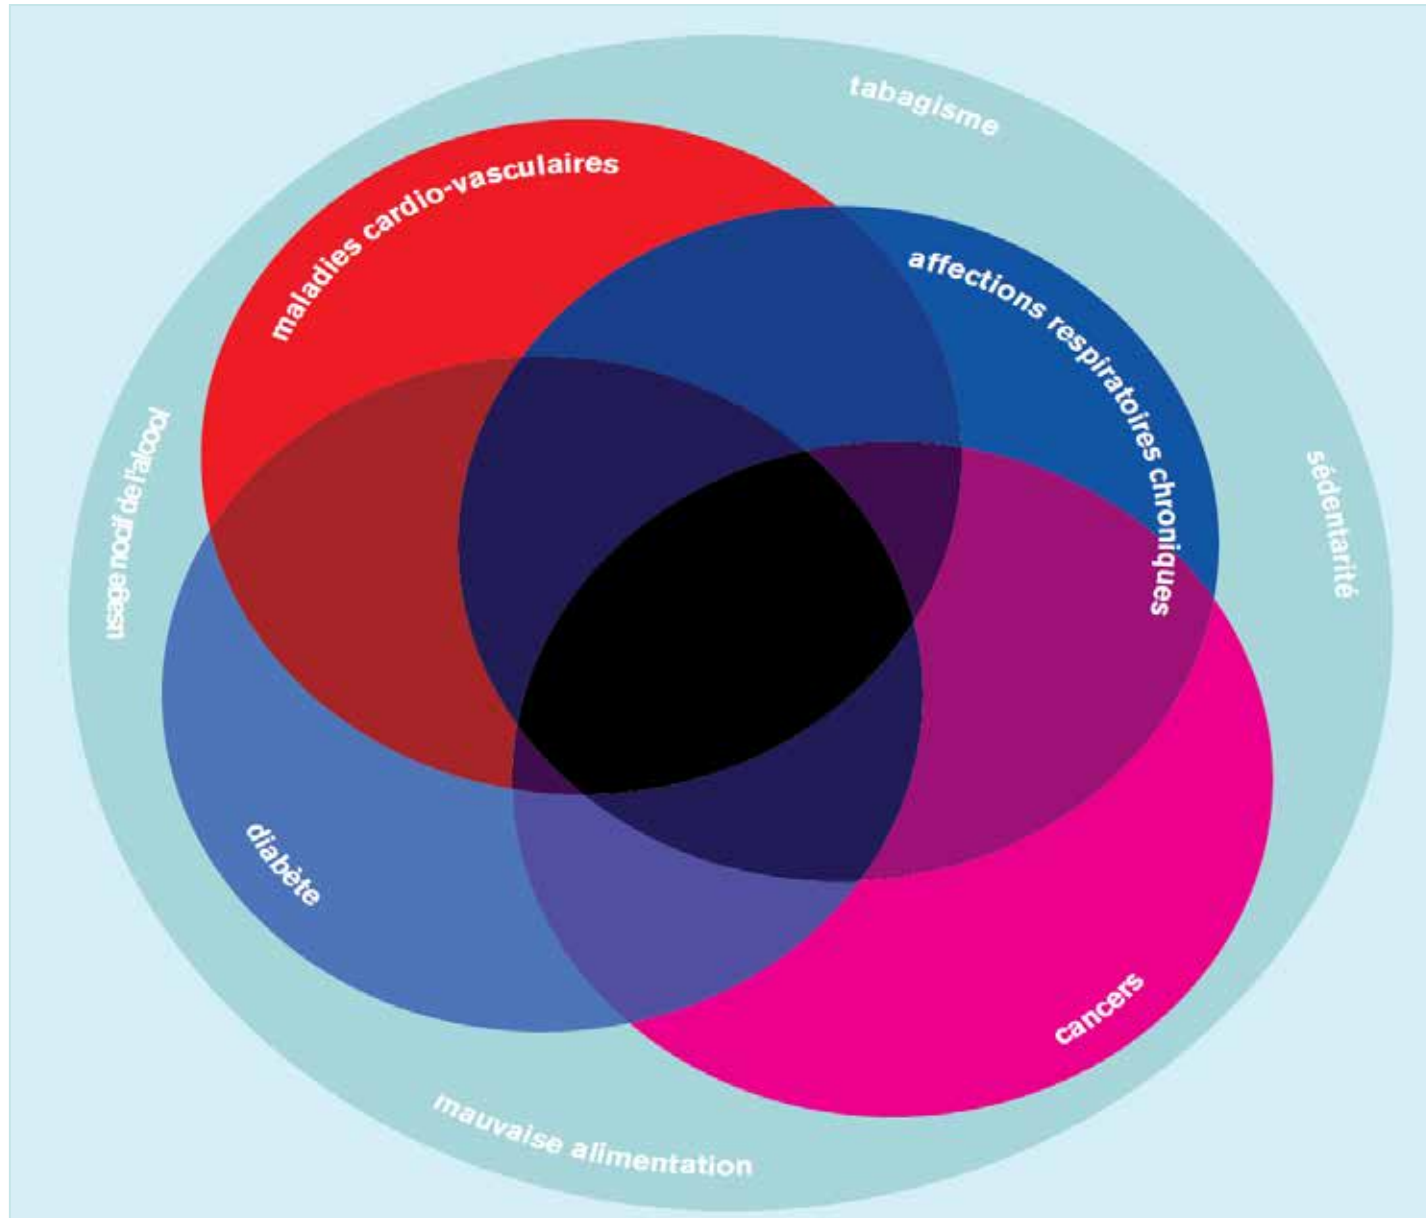 tabagisme
maladies cardio-vasculaires
affections respiratoires chroniques
usage nocif de l'alcool
sédentarité
diabète
cancers
mauvaise alimentation